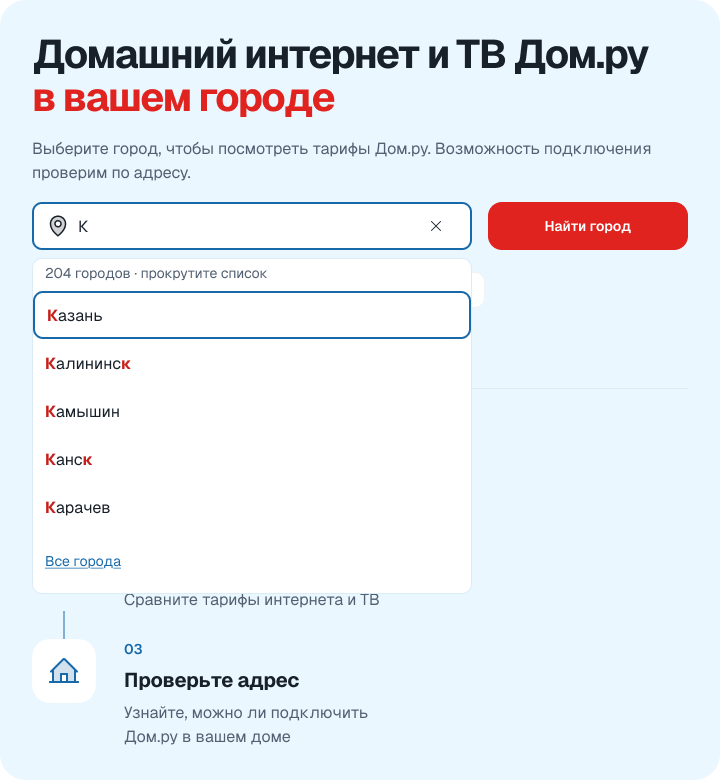 Домашний интернет и ТВ Дом.ру
в вашем городе
Выберите город, чтобы посмотреть тарифы Дом.ру. Возможность подключения
проверим по адресу.
К
Найти город
204 городов · прокрутите список
Казань
Калининск
Камышин
Канск
Карачев
Все города
Сравните тарифы интернета и ТВ
03
Проверьте адрес
Узнайте, можно ли подключить
Дом.ру в вашем доме